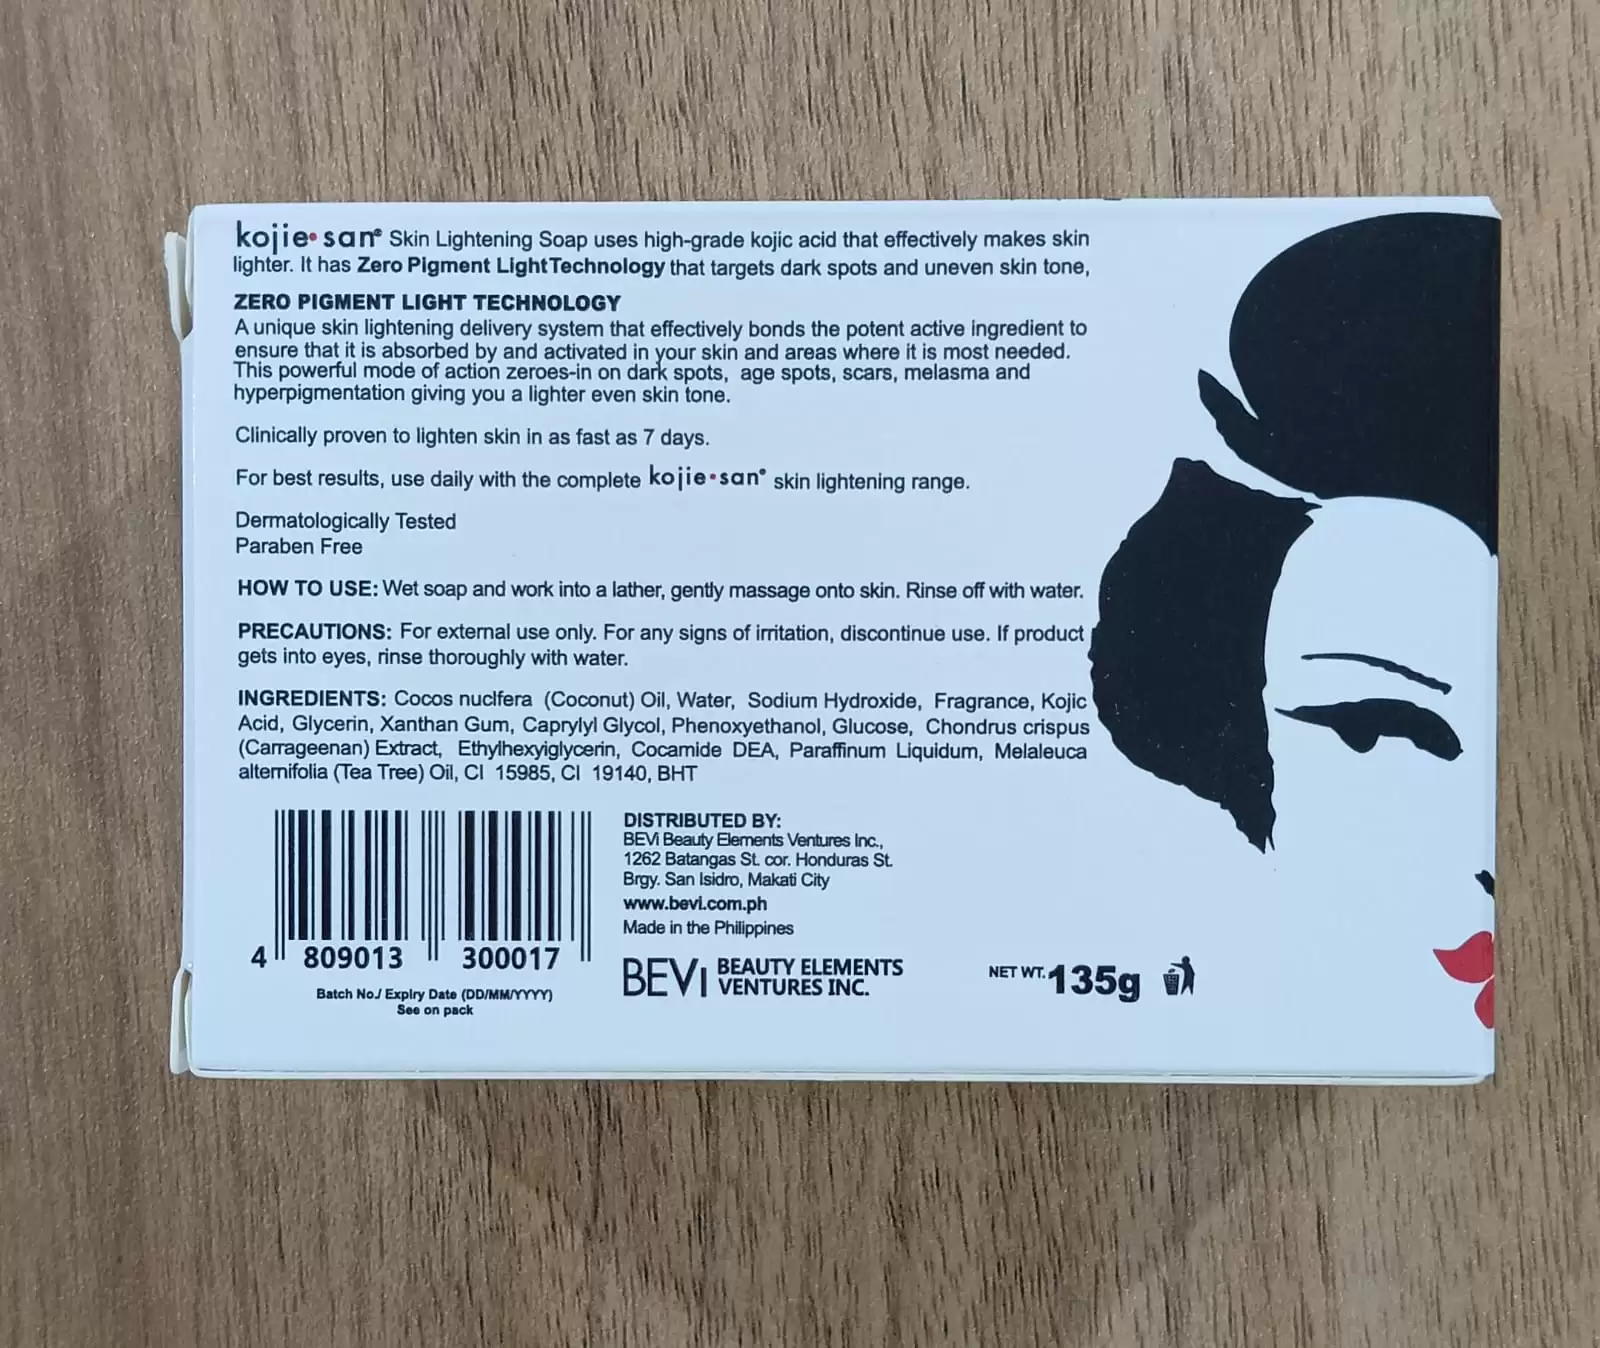 kojie•san® Skin Lightening Soap uses high-grade kojic acid that effectively makes skin
lighter. It has Zero Pigment LightTechnology that targets dark spots and uneven skin tone,
ZERO PIGMENT LIGHT TECHNOLOGY
A unique skin lightening delivery system that effectively bonds the potent active ingredient to
ensure that it is absorbed by and activated in your skin and areas where it is most needed.
This powerful mode of action zeroes-in on dark spots, age spots, scars, melasma and
hyperpigmentation giving you a lighter even skin tone.
Clinically proven to lighten skin in as fast as 7 days.
For best results, use daily with the complete kojie•san® skin lightening range.
Dermatologically Tested
Paraben Free
HOW TO USE: Wet soap and work into a lather, gently massage onto skin. Rinse off with water.
PRECAUTIONS: For external use only. For any signs of irritation, discontinue use. If product
gets into eyes, rinse thoroughly with water.
INGREDIENTS: Cocos nuclfera (Coconut) Oil, Water, Sodium Hydroxide, Fragrance, Kojic
Acid, Glycerin, Xanthan Gum, Caprylyl Glycol, Phenoxyethanol, Glucose, Chondrus crispus
(Carrageenan) Extract, Ethylhexyiglycerin, Cocamide DEA, Paraffinum Liquidum, Melaleuca
alternifolia (Tea Tree) Oil, CI 15985, CI 19140, BHT
DISTRIBUTED BY:
BEVi Beauty Elements Ventures Inc.,
1262 Batangas St. cor. Honduras St.
Brgy. San Isidro, Makati City
www.bevi.com.ph
Made in the Philippines
4 809013 300017
Batch No./ Expiry Date (DD/MM/YYYY)
See on pack
BEVi BEAUTY ELEMENTS
VENTURES INC.
NET WT. 135g